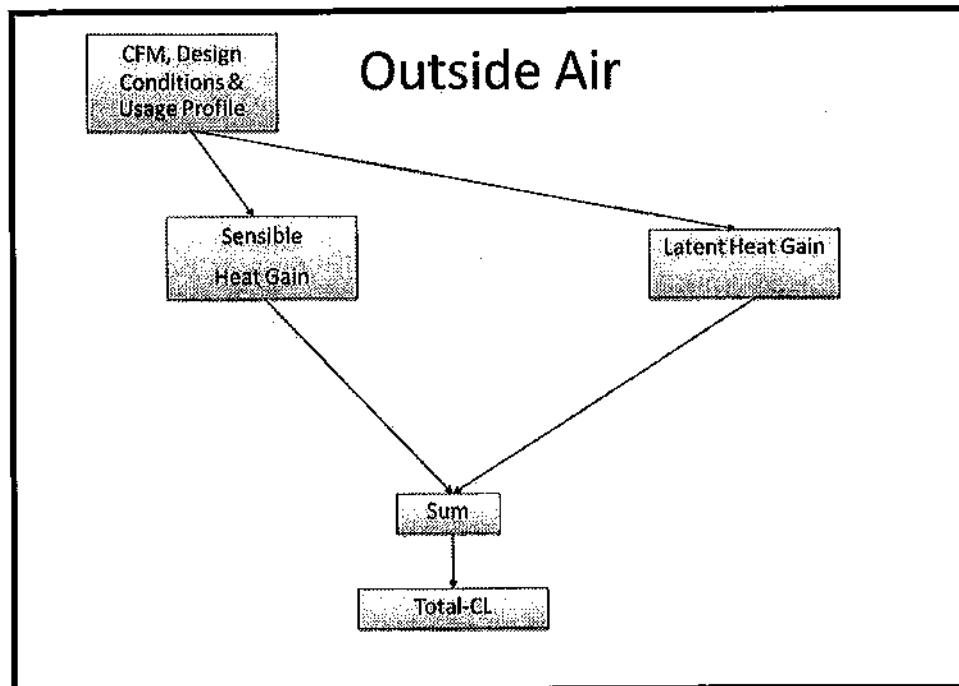 CFM, Design
Conditions &
Usage Profile
Outside Air
Sensible
Heat Gain
Latent Heat Gain
Sum
Total-CL